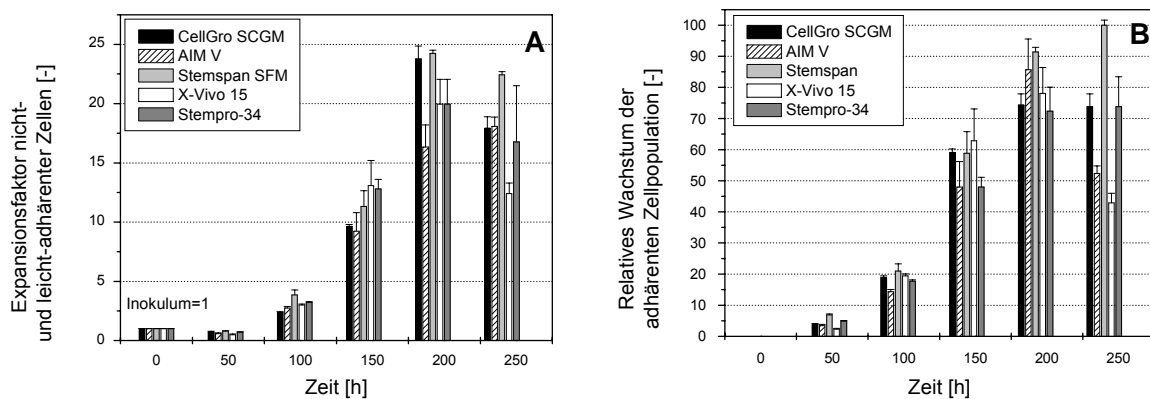 Expansionsfaktor nicht-
und leicht-adhärenter Zellen [-]
25
20
15
10
5
0
CellGro SCGM
AIM V
Stemspan SFM
X-Vivo 15
Stempro-34
A
Inokulum=1
0 50 100 150 200 250
Zeit [h]
Relatives Wachstum der
adhärenten Zellpopulation [-]
100
90
80
70
60
50
40
30
20
10
0
CellGro SCGM
AIM V
Stemspan
X-Vivo 15
Stempro-34
B
0 50 100 150 200 250
Zeit [h]